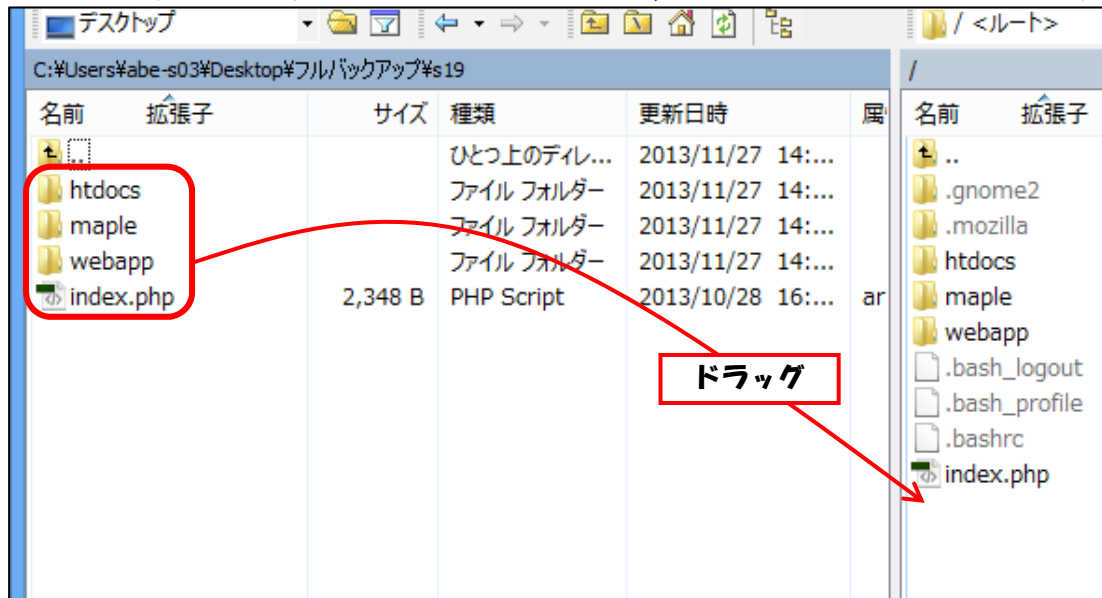 デスクトップ
/ <ルート>
C:¥Users¥abe-s03¥Desktop¥フルバックアップ¥s19
/
名前 拡張子 サイズ 種類 更新日時 属
名前 拡張子
.. ひとつ上のディレ... 2013/11/27 14:...
htdocs ファイル フォルダー 2013/11/27 14:...
maple ファイル フォルダー 2013/11/27 14:...
webapp ファイル フォルダー 2013/11/27 14:...
index.php 2,348 B PHP Script 2013/10/28 16:... ar
ドラッグ
..
.gnome2
.mozilla
htdocs
maple
webapp
.bash_logout
.bash_profile
.bashrc
index.php